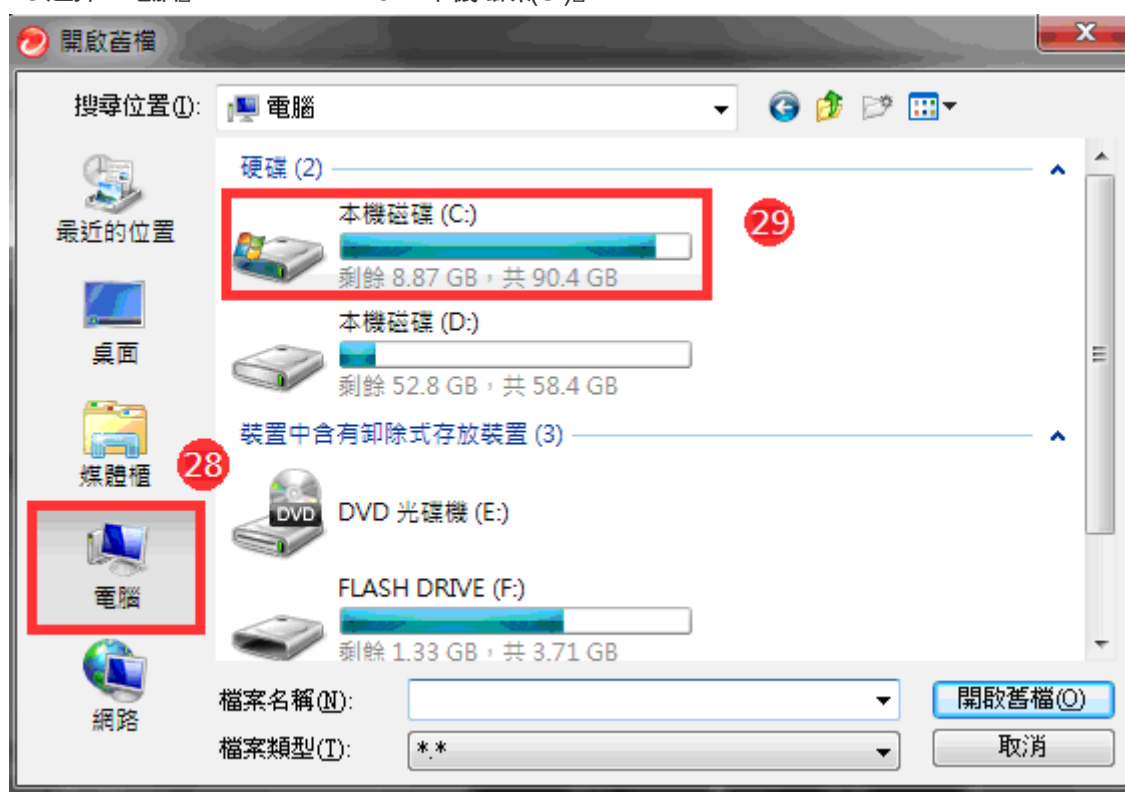 開啟舊檔
搜尋位置(I): 電腦
硬碟 (2)
29
本機磁碟 (C:)
剩餘 8.87 GB，共 90.4 GB
本機磁碟 (D:)
剩餘 52.8 GB，共 58.4 GB
裝置中含有卸除式存放裝置 (3)
DVD
DVD 光碟機 (E:)
FLASH DRIVE (F:)
剩餘 1.33 GB，共 3.71 GB
最近的位置
桌面
媒體櫃
28
電腦
網路
檔案名稱(N):
開啟舊檔(O)
檔案類型(T): *.*
取消